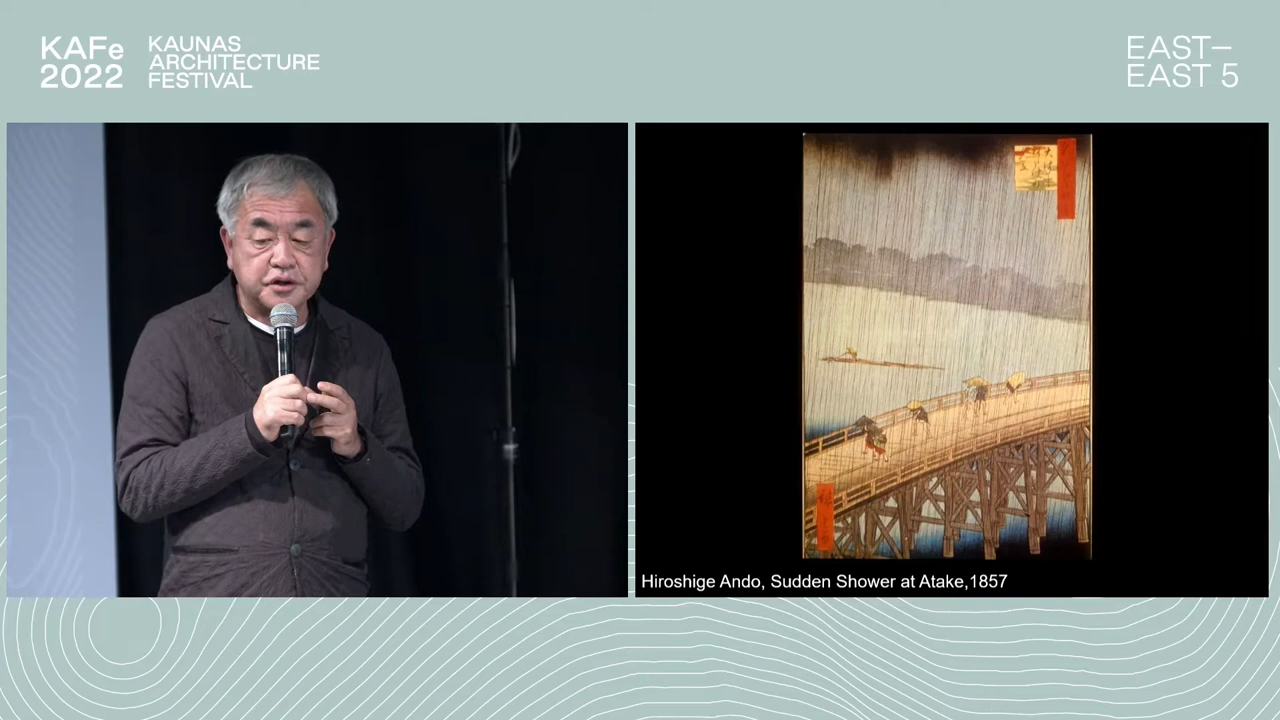 KAFe
2022
KAUNAS
ARCHITECTURE
FESTIVAL
EAST–
EAST 5
Hiroshige Ando, Sudden Shower at Atake,1857